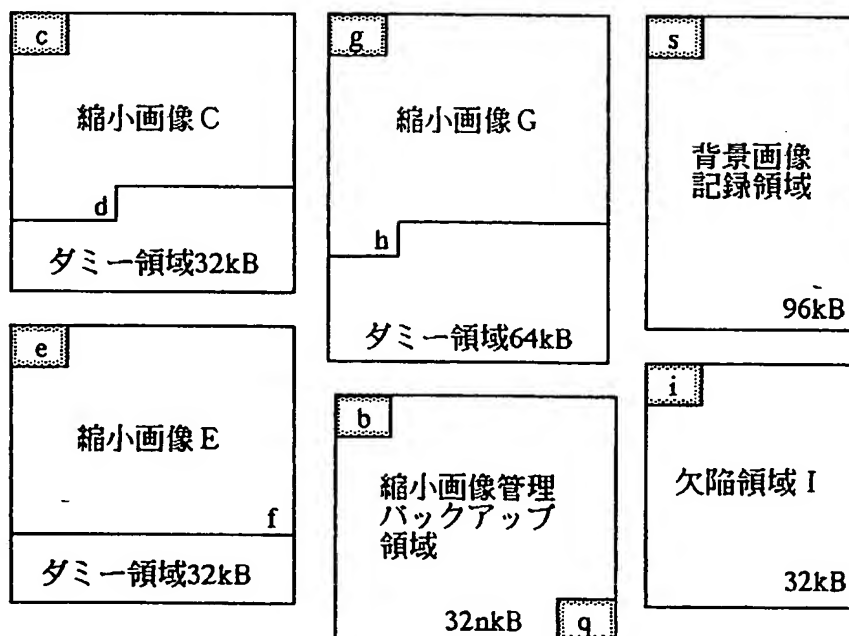 c
縮小画像C
d
ダミー領域32kB
e
縮小画像E
f
ダミー領域32kB
g
縮小画像G
h
ダミー領域64kB
b
縮小画像管理
バックアップ
領域
32nkB
q
s
背景画像
記録領域
96kB
i
欠陥領域I
32kB